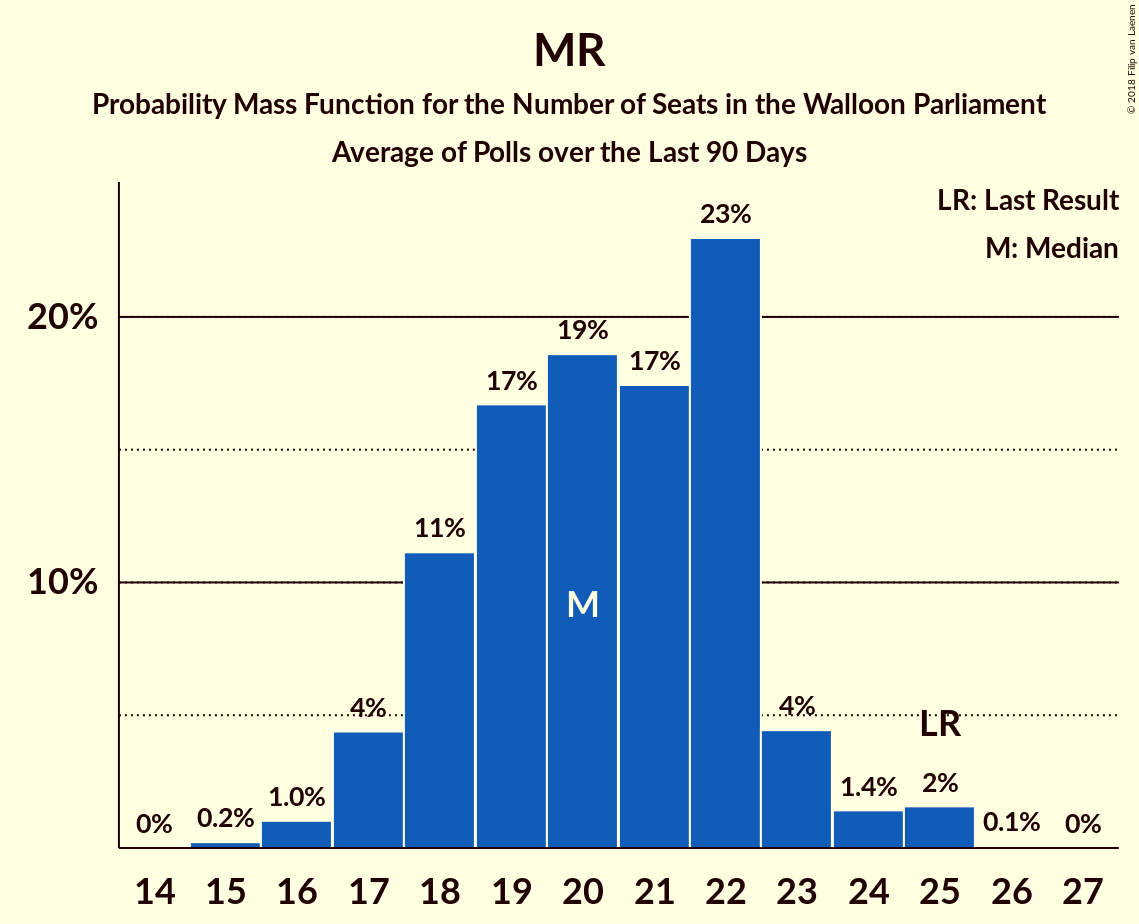 MR
Probability Mass Function for the Number of Seats in the Walloon Parliament
Average of Polls over the Last 90 Days
© 2018 Filip van Laenen
LR: Last Result
M: Median
20%
10%
0%
0.2%
1.0%
4%
11%
17%
19%
17%
23%
4%
1.4%
2%
0.1%
0%
M
LR
14 15 16 17 18 19 20 21 22 23 24 25 26 27